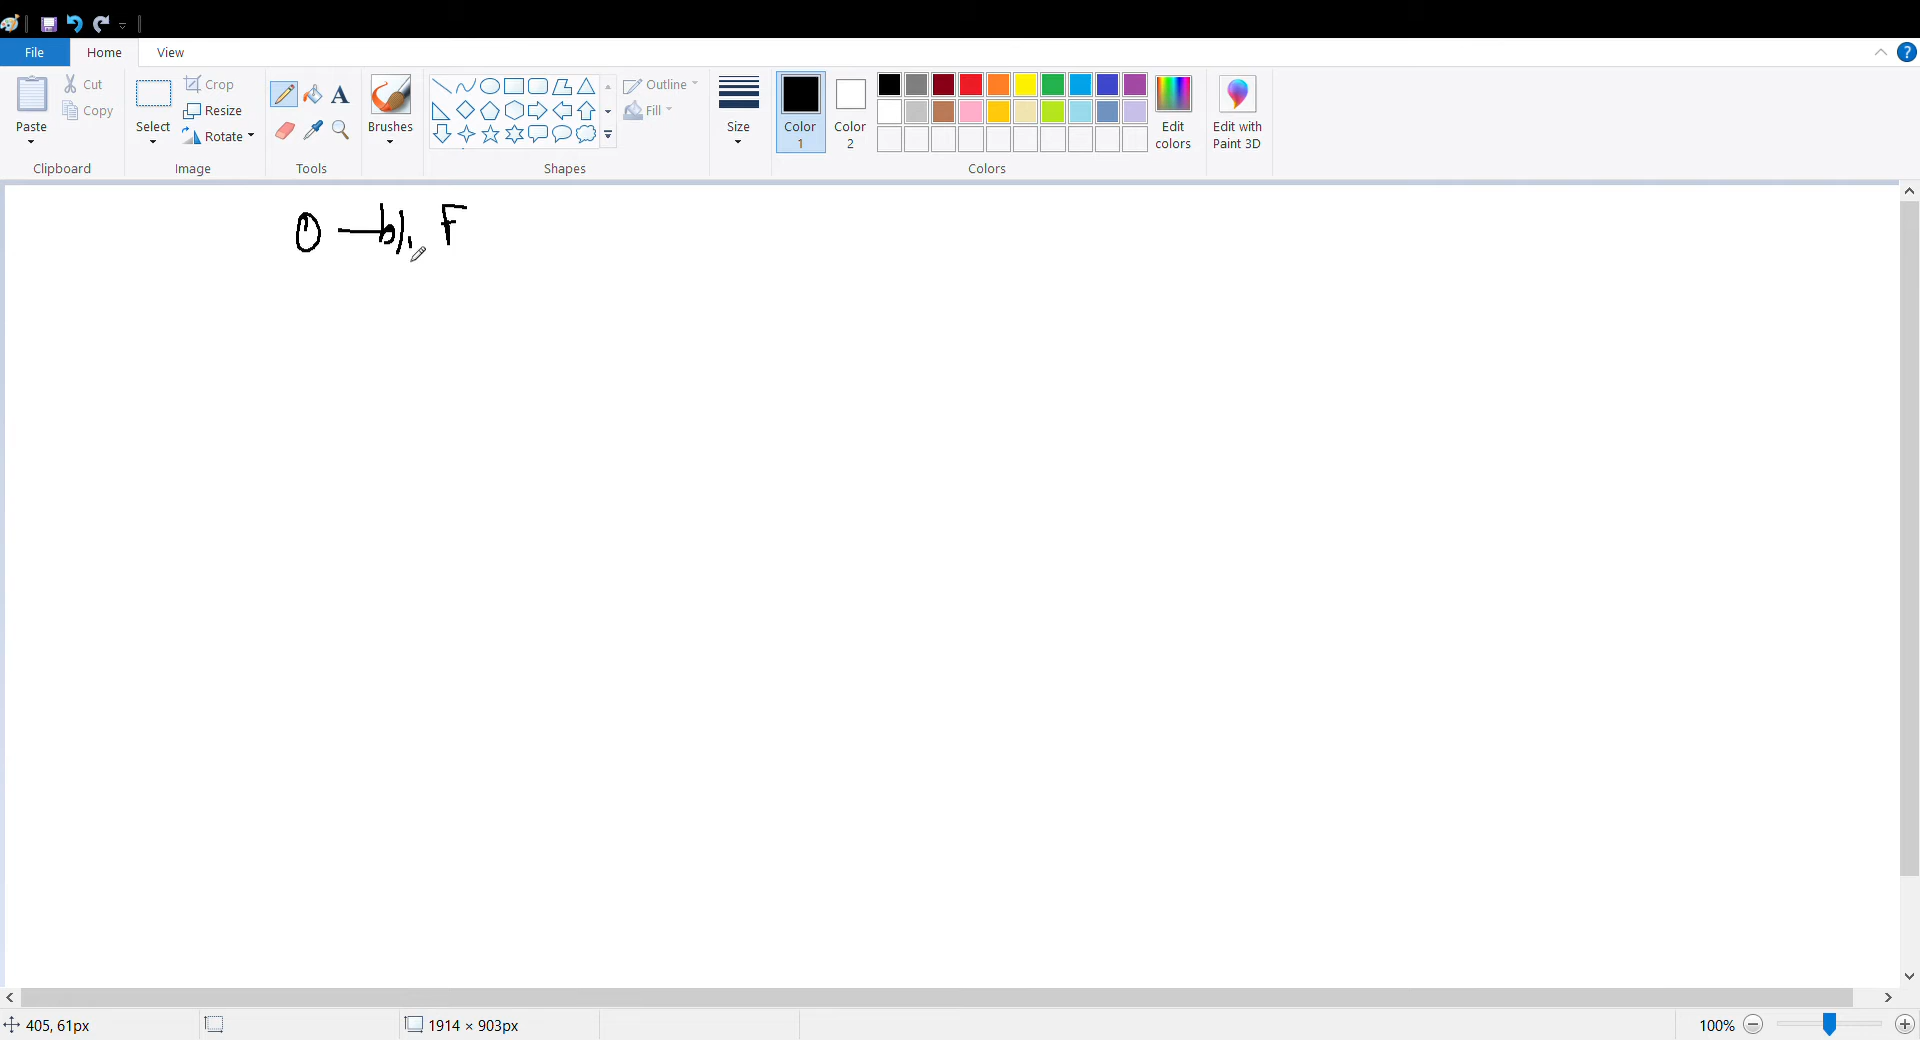 File Home View
Cut
Copy
Paste
Clipboard
Select
Crop
Resize
Rotate
Image
A
Tools
Brushes
Shapes
Outline
Fill
Size
Color 1
Color 2
Edit colors
Colors
Edit with Paint 3D
?
F
405, 61px
1914 × 903px
100%